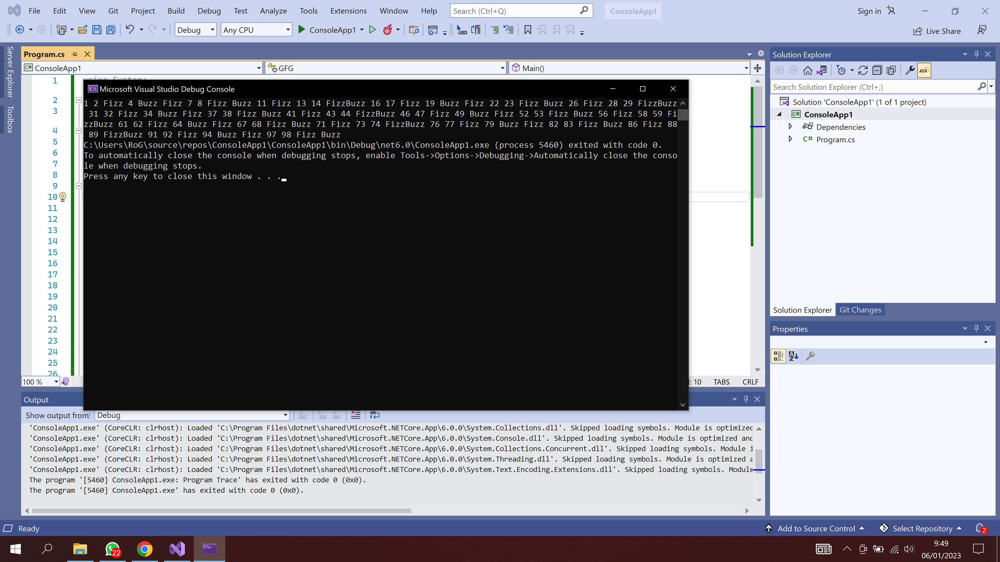 File Edit View Git Project Build Debug Test Analyze Tools Extensions Window Help Search (Ctrl+Q) ConsoleApp1 Sign in
Debug Any CPU ConsoleApp1 Live Share
Server Explorer
Toolbox
Program.cs
ConsoleApp1 GFG Main()
1
2
3
4
5
6
7
8
9
10
11
12
13
14
15
16
17
18
19
20
21
22
23
24
25
26
using System;
Microsoft Visual Studio Debug Console
1 2 Fizz 4 Buzz Fizz 7 8 Fizz Buzz 11 Fizz 13 14 FizzBuzz 16 17 Fizz 19 Buzz Fizz 22 23 Fizz Buzz 26 Fizz 28 29 FizzBuzz
31 32 Fizz 34 Buzz Fizz 37 38 Fizz Buzz 41 Fizz 43 44 FizzBuzz 46 47 Fizz 49 Buzz Fizz 52 53 Fizz Buzz 56 Fizz 58 59 Fi
zzBuzz 61 62 Fizz 64 Buzz Fizz 67 68 Fizz Buzz 71 Fizz 73 74 FizzBuzz 76 77 Fizz 79 Buzz Fizz 82 83 Fizz Buzz 86 Fizz 88
89 FizzBuzz 91 92 Fizz 94 Buzz Fizz 97 98 Fizz Buzz
C:\Users\RoG\source\repos\ConsoleApp1\ConsoleApp1\bin\Debug\net6.0\ConsoleApp1.exe (process 5460) exited with code 0.
To automatically close the console when debugging stops, enable Tools->Options->Debugging->Automatically close the conso
le when debugging stops.
Press any key to close this window . . .
100 % : 10 TABS CRLF
Output
Show output from: Debug
'ConsoleApp1.exe' (CoreCLR: clrhost): Loaded 'C:\Program Files\dotnet\shared\Microsoft.NETCore.App\6.0.0\System.Collections.dll'. Skipped loading symbols. Module is optimized
'ConsoleApp1.exe' (CoreCLR: clrhost): Loaded 'C:\Program Files\dotnet\shared\Microsoft.NETCore.App\6.0.0\System.Console.dll'. Skipped loading symbols. Module is optimized and
'ConsoleApp1.exe' (CoreCLR: clrhost): Loaded 'C:\Program Files\dotnet\shared\Microsoft.NETCore.App\6.0.0\System.Collections.Concurrent.dll'. Skipped loading symbols. Module i
'ConsoleApp1.exe' (CoreCLR: clrhost): Loaded 'C:\Program Files\dotnet\shared\Microsoft.NETCore.App\6.0.0\System.Threading.dll'. Skipped loading symbols. Module is optimized a
'ConsoleApp1.exe' (CoreCLR: clrhost): Loaded 'C:\Program Files\dotnet\shared\Microsoft.NETCore.App\6.0.0\System.Text.Encoding.Extensions.dll'. Skipped loading symbols. Module
The program '[5460] ConsoleApp1.exe: Program Trace' has exited with code 0 (0x0).
The program '[5460] ConsoleApp1.exe' has exited with code 0 (0x0).
Solution Explorer
Search Solution Explorer (Ctrl+;)
Solution 'ConsoleApp1' (1 of 1 project)
C# ConsoleApp1
Dependencies
C# Program.cs
Solution Explorer Git Changes
Properties
Ready Add to Source Control Select Repository 2
22 9:49
06/01/2023